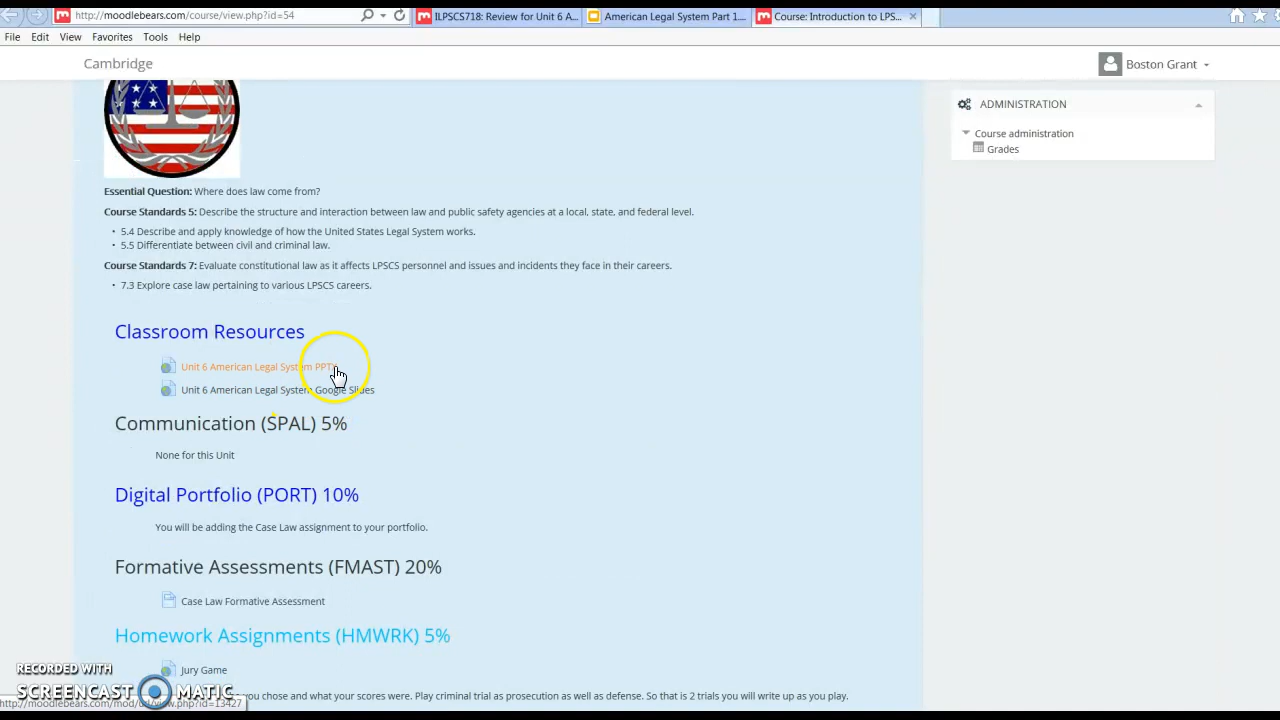 http://moodlebears.com/course/view.php?id=54
ILPSCS718: Review for Unit 6 A...
American Legal System Part 1....
Course: Introduction to LPS...
File Edit View Favorites Tools Help
Cambridge
Boston Grant
ADMINISTRATION
Course administration
Grades
Essential Question: Where does law come from?
Course Standards 5: Describe the structure and interaction between law and public safety agencies at a local, state, and federal level.
• 5.4 Describe and apply knowledge of how the United States Legal System works.
• 5.5 Differentiate between civil and criminal law.
Course Standards 7: Evaluate constitutional law as it affects LPSCS personnel and issues and incidents they face in their careers.
• 7.3 Explore case law pertaining to various LPSCS careers.
Classroom Resources
Unit 6 American Legal System PPTX
Unit 6 American Legal System Google Slides
Communication (SPAL) 5%
None for this Unit
Digital Portfolio (PORT) 10%
You will be adding the Case Law assignment to your portfolio.
Formative Assessments (FMAST) 20%
Case Law Formative Assessment
Homework Assignments (HMWRK) 5%
Jury Game
you chose and what your scores were. Play criminal trial as prosecution as well as defense. So that is 2 trials you will write up as you play.
RECORDED WITH
SCREENCAST MATIC
http://moodlebears.com/mod/url/view.php?id=13427